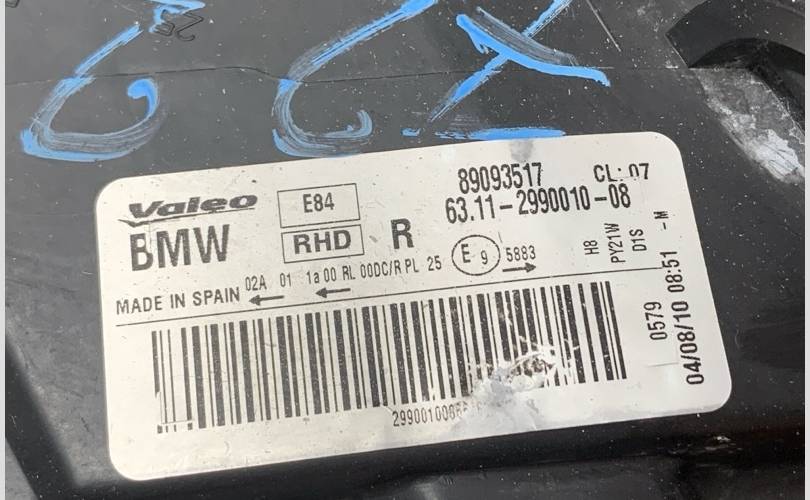 Valeo E84 89093517 CL: 07
BMW RHD R 63.11-2990010-08
02A 01 1a 00 RL 00DC/R PL 25 E 9 5883
MADE IN SPAIN
H8
PY21W
D1S -M
0579
04/08/10 08:51